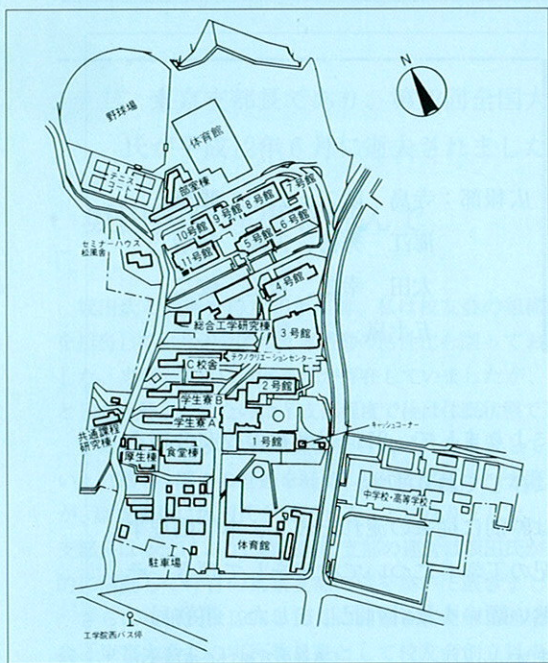 N
野球場
体育館
テニス
コート
部室棟
7号館
8号館
9号館
10号館
6号館
5号館
11号館
セミナーハウス
松風舎
4号館
総合工学研究棟
3号館
テクノクリエーションセンター
C校舎
2号館
学生寮B
学生寮A
キャッシュコーナー
共通課程
研究棟
1号館
厚生棟
食堂棟
中学校・高等学校
体育館
駐車場
工学院西バス停